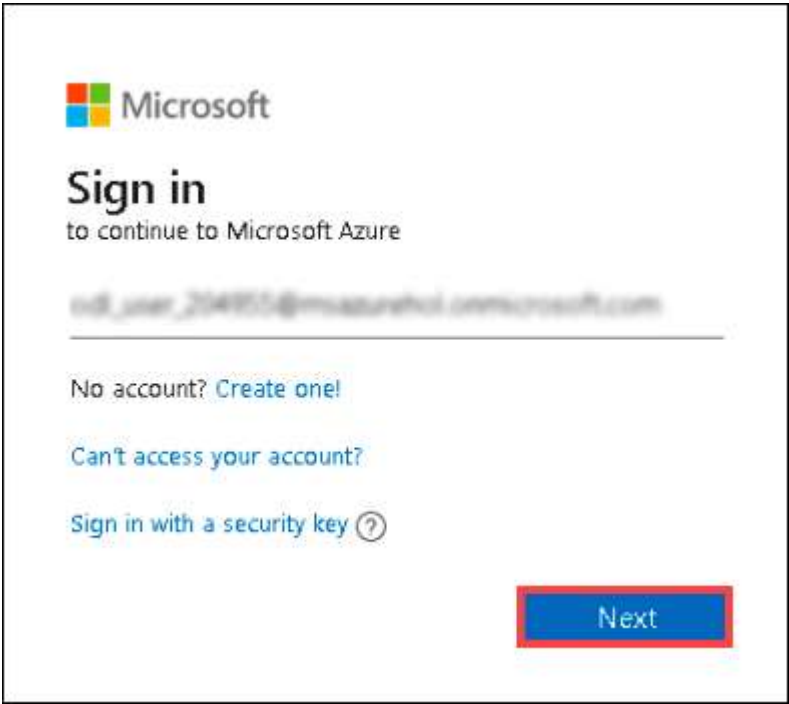 Microsoft
Sign in
to continue to Microsoft Azure
No account? Create one!
Can't access your account?
Sign in with a security key ?
Next